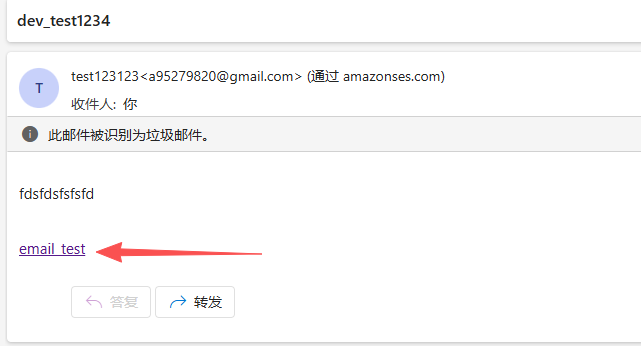 dev_test1234
T
test123123<a95279820@gmail.com> (通过 amazonses.com)
收件人: 你
此邮件被识别为垃圾邮件。
fdsfdsfsfsfd
email_test
答复
转发